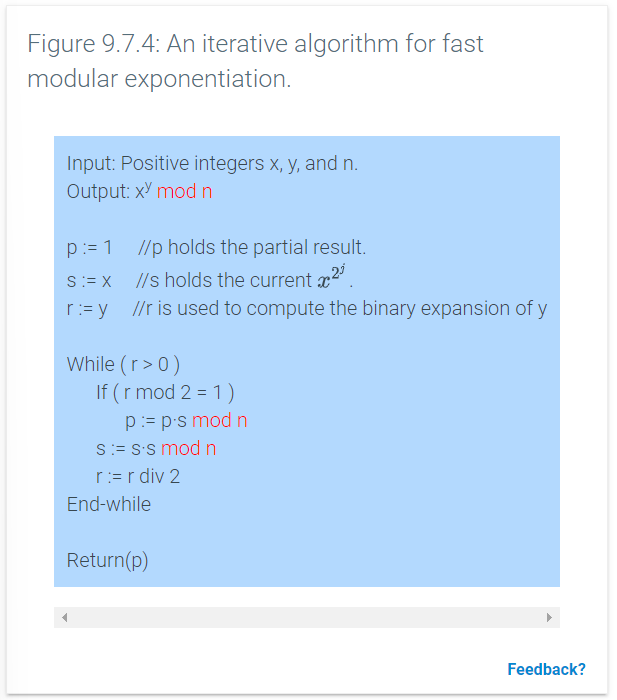 Figure 9.7.4: An iterative algorithm for fast
modular exponentiation.
Input: Positive integers x, y, and n.
Output: xʸ mod n
p := 1 //p holds the partial result.
s := x //s holds the current x^{2^j}.
r := y //r is used to compute the binary expansion of y
While ( r > 0 )
If ( r mod 2 = 1 )
p := p·s mod n
s := s·s mod n
r := r div 2
End-while
Return(p)
Feedback?